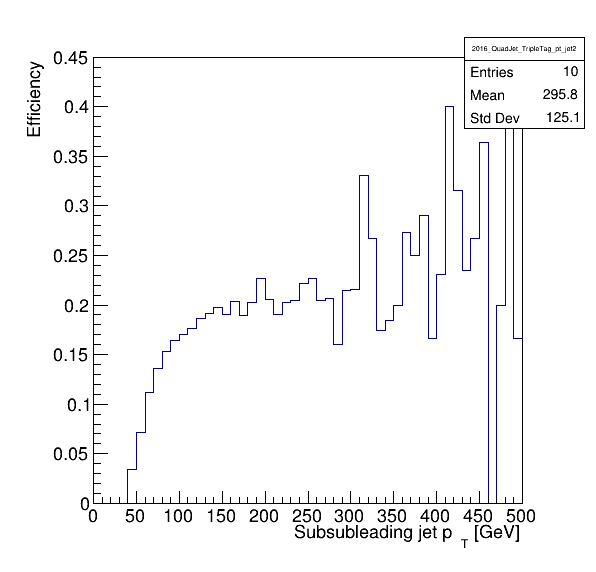 2016_QuadJet_TripleTag_pt_jet2
Entries 10
Mean 295.8
Std Dev 125.1
Efficiency
0.45
0.4
0.35
0.3
0.25
0.2
0.15
0.1
0.05
0
0 50 100 150 200 250 300 350 400 450 500
Subsubleading jet p_T [GeV]